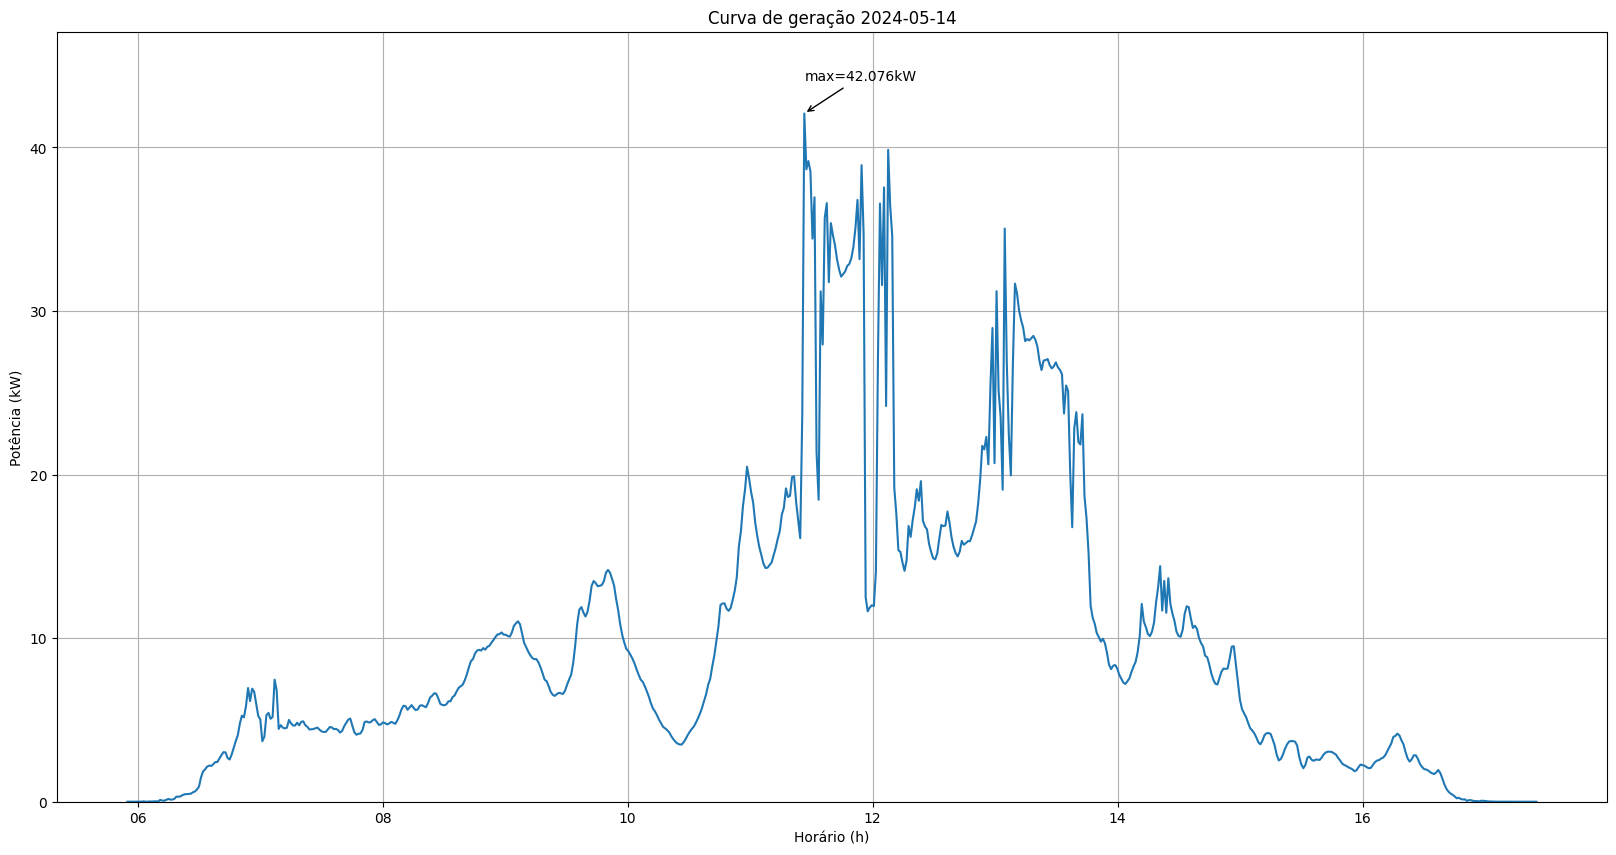 Curva de geração 2024-05-14
max=42.076kW
Potência (kW)
40
30
20
10
0
06 08 10 12 14 16
Horário (h)